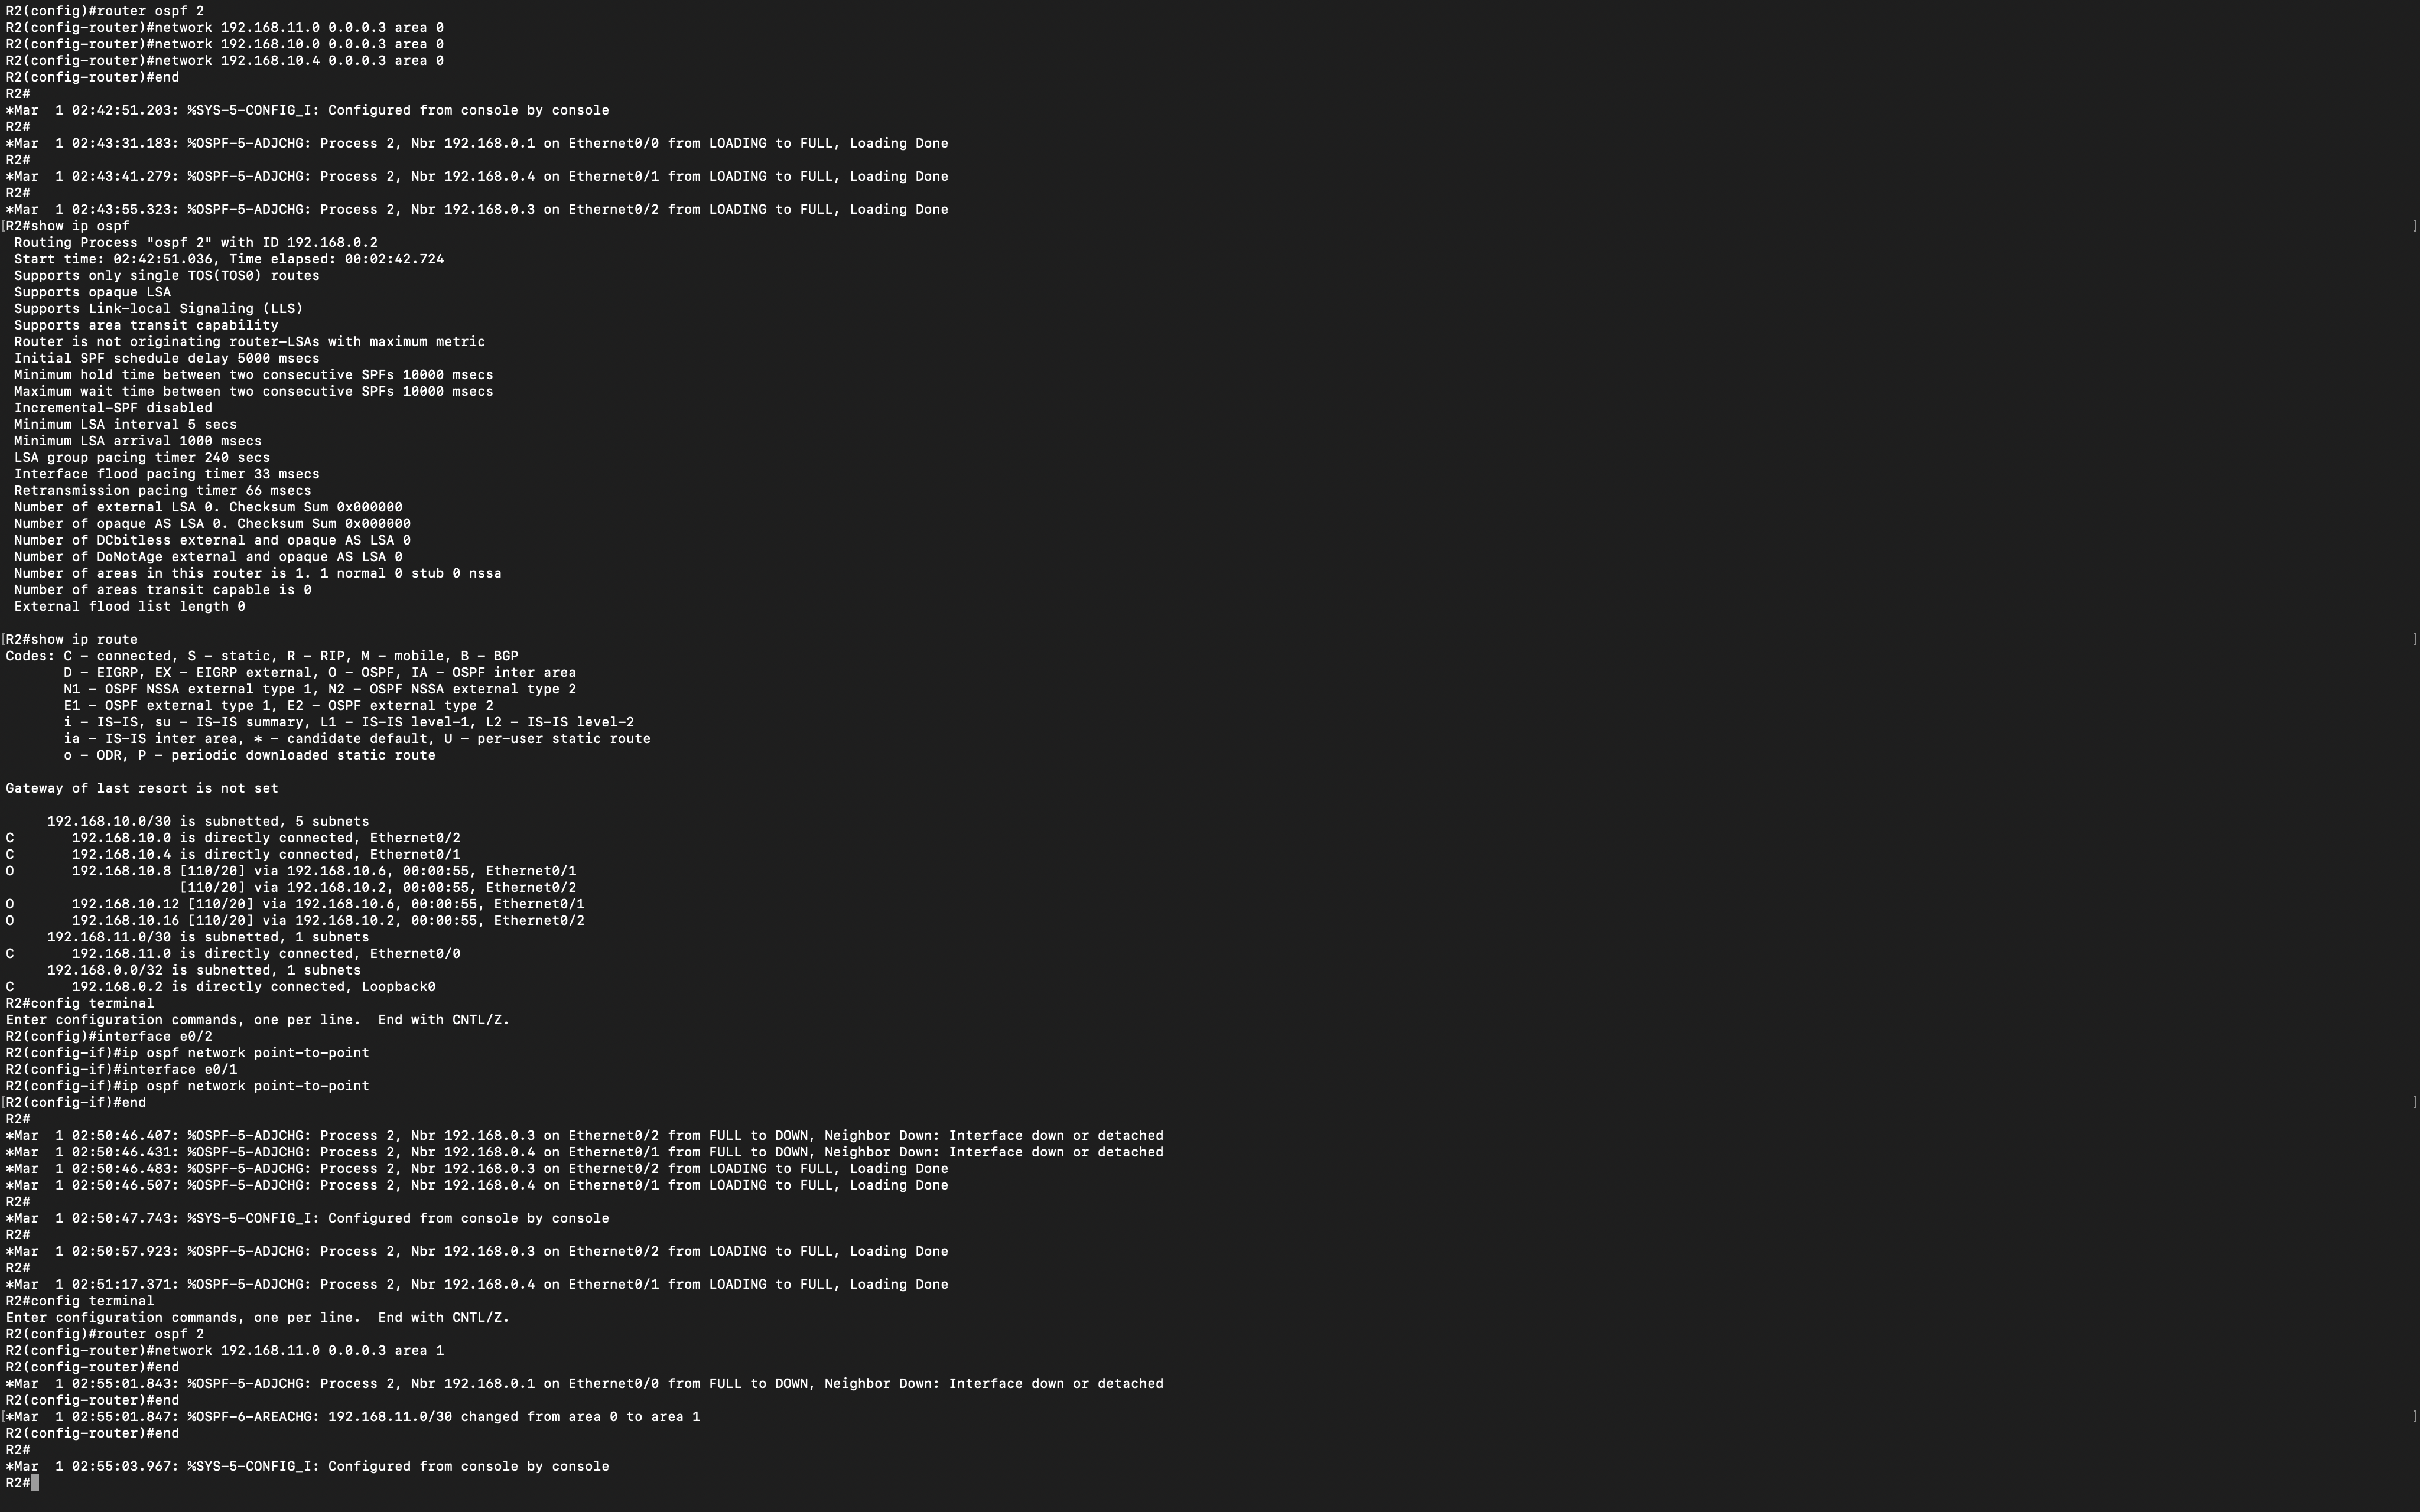 R2(config)#router ospf 2
R2(config-router)#network 192.168.11.0 0.0.0.3 area 0
R2(config-router)#network 192.168.10.0 0.0.0.3 area 0
R2(config-router)#network 192.168.10.4 0.0.0.3 area 0
R2(config-router)#end
R2#
*Mar  1 02:42:51.203: %SYS-5-CONFIG_I: Configured from console by console
R2#
*Mar  1 02:43:31.183: %OSPF-5-ADJCHG: Process 2, Nbr 192.168.0.1 on Ethernet0/0 from LOADING to FULL, Loading Done
R2#
*Mar  1 02:43:41.279: %OSPF-5-ADJCHG: Process 2, Nbr 192.168.0.4 on Ethernet0/1 from LOADING to FULL, Loading Done
R2#
*Mar  1 02:43:55.323: %OSPF-5-ADJCHG: Process 2, Nbr 192.168.0.3 on Ethernet0/2 from LOADING to FULL, Loading Done
[R2#show ip ospf ]
 Routing Process "ospf 2" with ID 192.168.0.2
 Start time: 02:42:51.036, Time elapsed: 00:02:42.724
 Supports only single TOS(TOS0) routes
 Supports opaque LSA
 Supports Link-local Signaling (LLS)
 Supports area transit capability
 Router is not originating router-LSAs with maximum metric
 Initial SPF schedule delay 5000 msecs
 Minimum hold time between two consecutive SPFs 10000 msecs
 Maximum wait time between two consecutive SPFs 10000 msecs
 Incremental-SPF disabled
 Minimum LSA interval 5 secs
 Minimum LSA arrival 1000 msecs
 LSA group pacing timer 240 secs
 Interface flood pacing timer 33 msecs
 Retransmission pacing timer 66 msecs
 Number of external LSA 0. Checksum Sum 0x000000
 Number of opaque AS LSA 0. Checksum Sum 0x000000
 Number of DCbitless external and opaque AS LSA 0
 Number of DoNotAge external and opaque AS LSA 0
 Number of areas in this router is 1. 1 normal 0 stub 0 nssa
 Number of areas transit capable is 0
 External flood list length 0
[R2#show ip route ]
Codes: C - connected, S - static, R - RIP, M - mobile, B - BGP
       D - EIGRP, EX - EIGRP external, O - OSPF, IA - OSPF inter area
       N1 - OSPF NSSA external type 1, N2 - OSPF NSSA external type 2
       E1 - OSPF external type 1, E2 - OSPF external type 2
       i - IS-IS, su - IS-IS summary, L1 - IS-IS level-1, L2 - IS-IS level-2
       ia - IS-IS inter area, * - candidate default, U - per-user static route
       o - ODR, P - periodic downloaded static route
Gateway of last resort is not set
     192.168.10.0/30 is subnetted, 5 subnets
C       192.168.10.0 is directly connected, Ethernet0/2
C       192.168.10.4 is directly connected, Ethernet0/1
O       192.168.10.8 [110/20] via 192.168.10.6, 00:00:55, Ethernet0/1
                     [110/20] via 192.168.10.2, 00:00:55, Ethernet0/2
O       192.168.10.12 [110/20] via 192.168.10.6, 00:00:55, Ethernet0/1
O       192.168.10.16 [110/20] via 192.168.10.2, 00:00:55, Ethernet0/2
     192.168.11.0/30 is subnetted, 1 subnets
C       192.168.11.0 is directly connected, Ethernet0/0
     192.168.0.0/32 is subnetted, 1 subnets
C       192.168.0.2 is directly connected, Loopback0
R2#config terminal
Enter configuration commands, one per line.  End with CNTL/Z.
R2(config)#interface e0/2
R2(config-if)#ip ospf network point-to-point
R2(config-if)#interface e0/1
R2(config-if)#ip ospf network point-to-point
[R2(config-if)#end ]
R2#
*Mar  1 02:50:46.407: %OSPF-5-ADJCHG: Process 2, Nbr 192.168.0.3 on Ethernet0/2 from FULL to DOWN, Neighbor Down: Interface down or detached
*Mar  1 02:50:46.431: %OSPF-5-ADJCHG: Process 2, Nbr 192.168.0.4 on Ethernet0/1 from FULL to DOWN, Neighbor Down: Interface down or detached
*Mar  1 02:50:46.483: %OSPF-5-ADJCHG: Process 2, Nbr 192.168.0.3 on Ethernet0/2 from LOADING to FULL, Loading Done
*Mar  1 02:50:46.507: %OSPF-5-ADJCHG: Process 2, Nbr 192.168.0.4 on Ethernet0/1 from LOADING to FULL, Loading Done
R2#
*Mar  1 02:50:47.743: %SYS-5-CONFIG_I: Configured from console by console
R2#
*Mar  1 02:50:57.923: %OSPF-5-ADJCHG: Process 2, Nbr 192.168.0.3 on Ethernet0/2 from LOADING to FULL, Loading Done
R2#
*Mar  1 02:51:17.371: %OSPF-5-ADJCHG: Process 2, Nbr 192.168.0.4 on Ethernet0/1 from LOADING to FULL, Loading Done
R2#config terminal
Enter configuration commands, one per line.  End with CNTL/Z.
R2(config)#router ospf 2
R2(config-router)#network 192.168.11.0 0.0.0.3 area 1
R2(config-router)#end
*Mar  1 02:55:01.843: %OSPF-5-ADJCHG: Process 2, Nbr 192.168.0.1 on Ethernet0/0 from FULL to DOWN, Neighbor Down: Interface down or detached
R2(config-router)#end
[*Mar  1 02:55:01.847: %OSPF-6-AREACHG: 192.168.11.0/30 changed from area 0 to area 1 ]
R2(config-router)#end
R2#
*Mar  1 02:55:03.967: %SYS-5-CONFIG_I: Configured from console by console
R2#